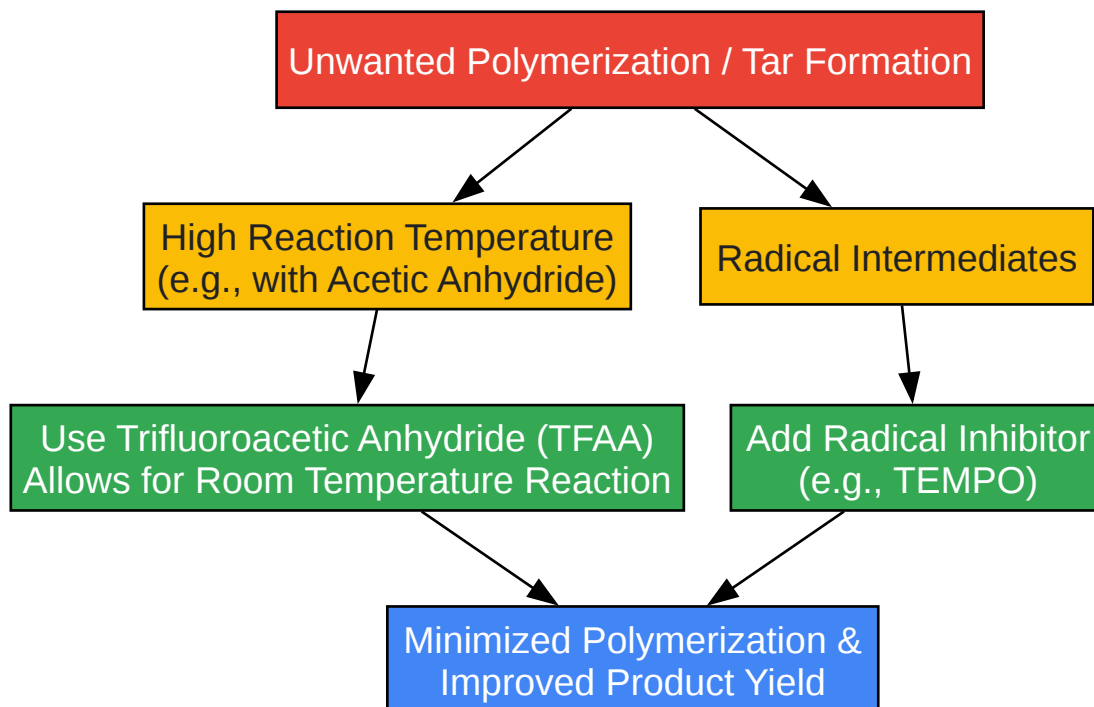 Unwanted Polymerization / Tar Formation
High Reaction Temperature
(e.g., with Acetic Anhydride)
Radical Intermediates
Use Trifluoroacetic Anhydride (TFAA)
Allows for Room Temperature Reaction
Add Radical Inhibitor
(e.g., TEMPO)
Minimized Polymerization &
Improved Product Yield